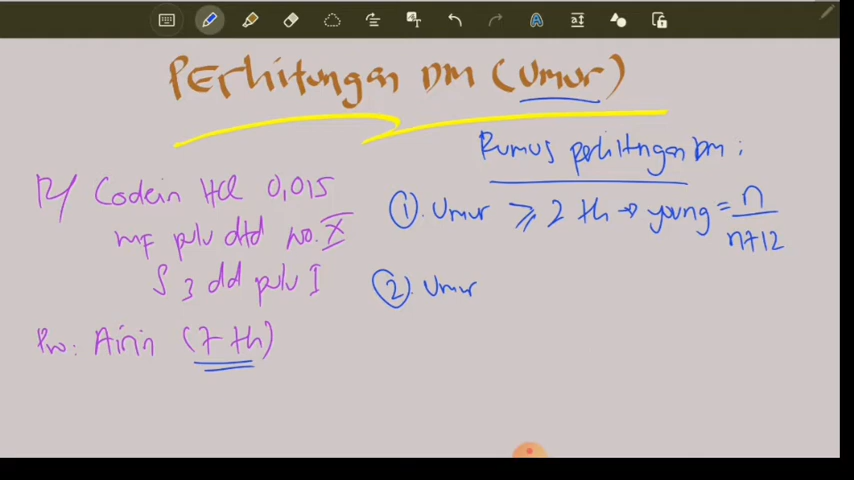 Perhitungan DM (Umur)
Rumus perhitngan DM :
R/ Codein HCl 0,015
mf pulv dtd No. X
S 3 dd pulv I
Pro: Airin (7 th)
①. Umur ≥ 2 th → young = n/n+12
②. Umur